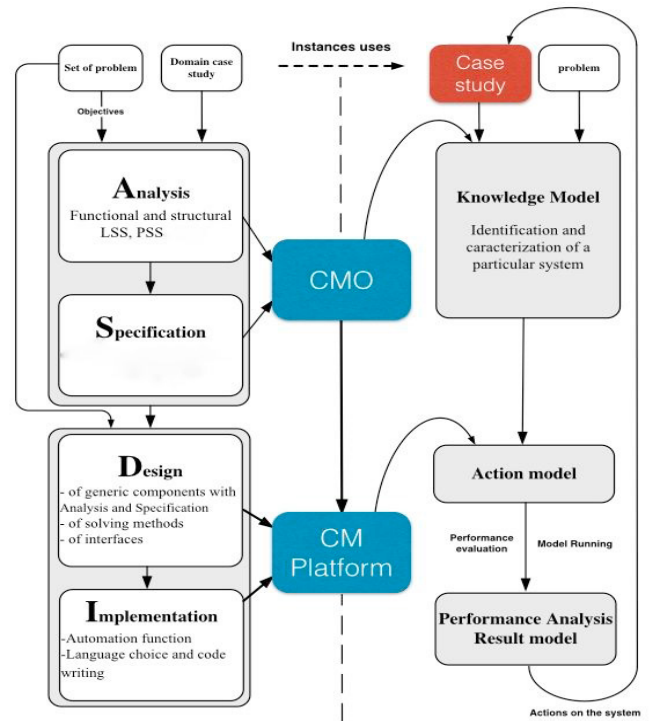 Instances uses
Set of problem
Domain case
study
Case
study
problem
Objectives
Analysis
Functional and structural
LSS, PSS
Specification
CMO
Knowledge Model
Identification and
caracterization of a
particular system
Design
- of generic components with
Analysis and Specification
- of solving methods
- of interfaces
CM
Platform
Action model
Performance
evaluation
Model Running
Implementation
-Automation function
-Language choice and code
writing
Performance Analysis
Result model
Actions on the system